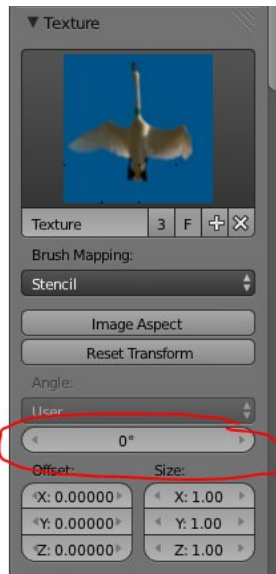 Texture
Texture 3 F
Brush Mapping:
Stencil
Image Aspect
Reset Transform
Angle:
User
0°
Offset: Size:
X: 0.00000 X: 1.00
Y: 0.00000 Y: 1.00
Z: 0.00000 Z: 1.00